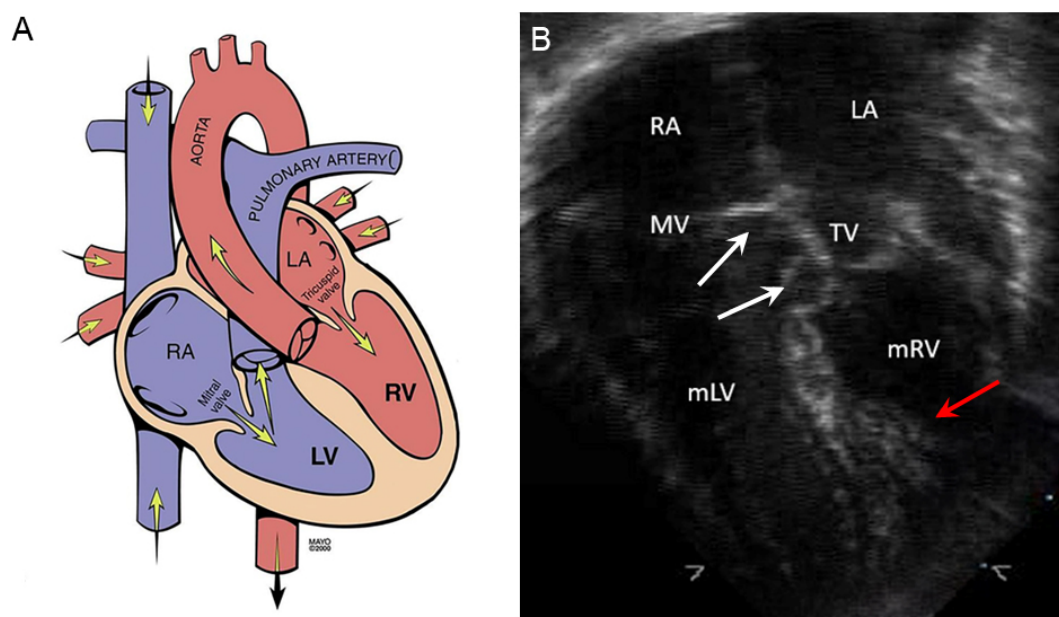 A
AORTA
PULMONARY ARTERY
LA
Tricuspid
valve
RA
Mitral
valve
RV
LV
MAYO
©2000
B
RA
LA
MV
TV
mRV
mLV